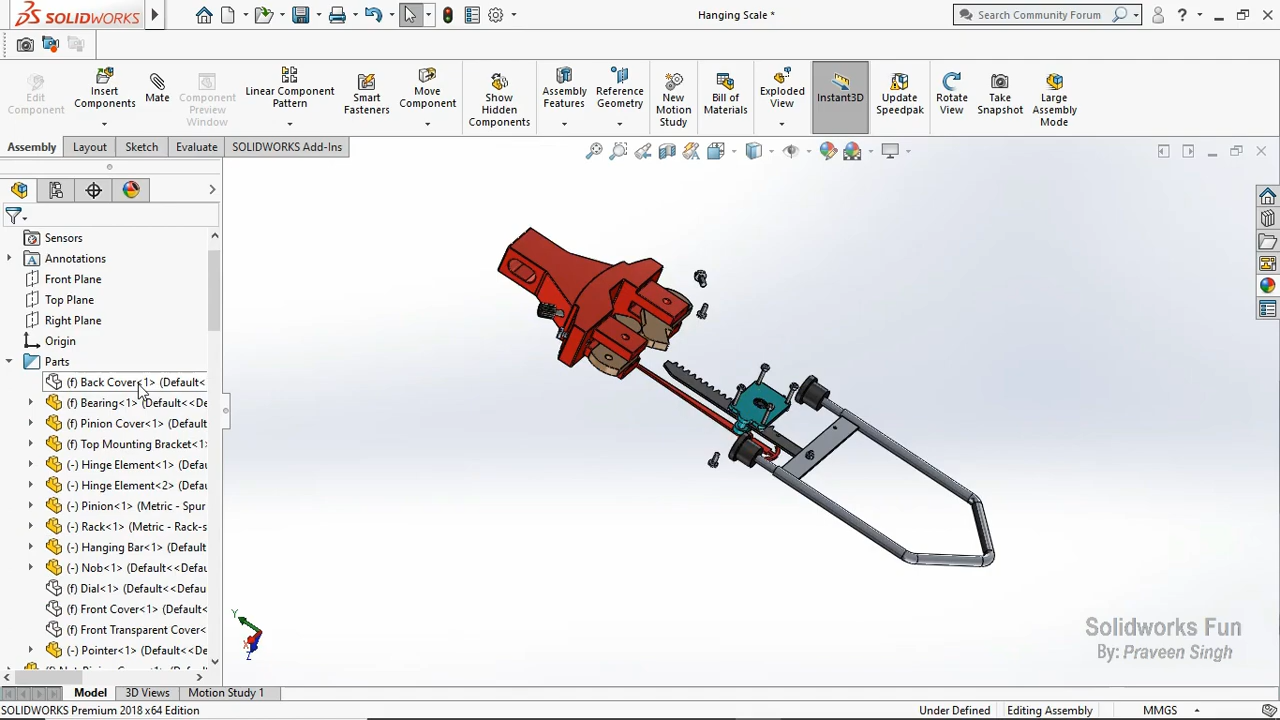 SOLIDWORKS
Hanging Scale *
Search Community Forum
?
Edit Component
Insert Components
Mate
Component Preview Window
Linear Component Pattern
Smart Fasteners
Move Component
Show Hidden Components
Assembly Features
Reference Geometry
New Motion Study
Bill of Materials
Exploded View
Instant3D
Update Speedpak
Rotate View
Take Snapshot
Large Assembly Mode
Assembly
Layout
Sketch
Evaluate
SOLIDWORKS Add-Ins
Sensors
Annotations
Front Plane
Top Plane
Right Plane
Origin
Parts
(f) Back Cover<1> (Default<
(f) Bearing<1> (Default<<De
(f) Pinion Cover<1> (Default
(f) Top Mounting Bracket<1>
(-) Hinge Element<1> (Defau
(-) Hinge Element<2> (Defau
(-) Pinion<1> (Metric - Spur
(-) Rack<1> (Metric - Rack-s
(-) Hanging Bar<1> (Default
(-) Nob<1> (Default<<Defau
(f) Dial<1> (Default<<Defau
(f) Front Cover<1> (Default<
(f) Front Transparent Cover<
(-) Pointer<1> (Default<<De
Y
X
Z
Solidworks Fun
By: Praveen Singh
Model
3D Views
Motion Study 1
SOLIDWORKS Premium 2018 x64 Edition
Under Defined
Editing Assembly
MMGS